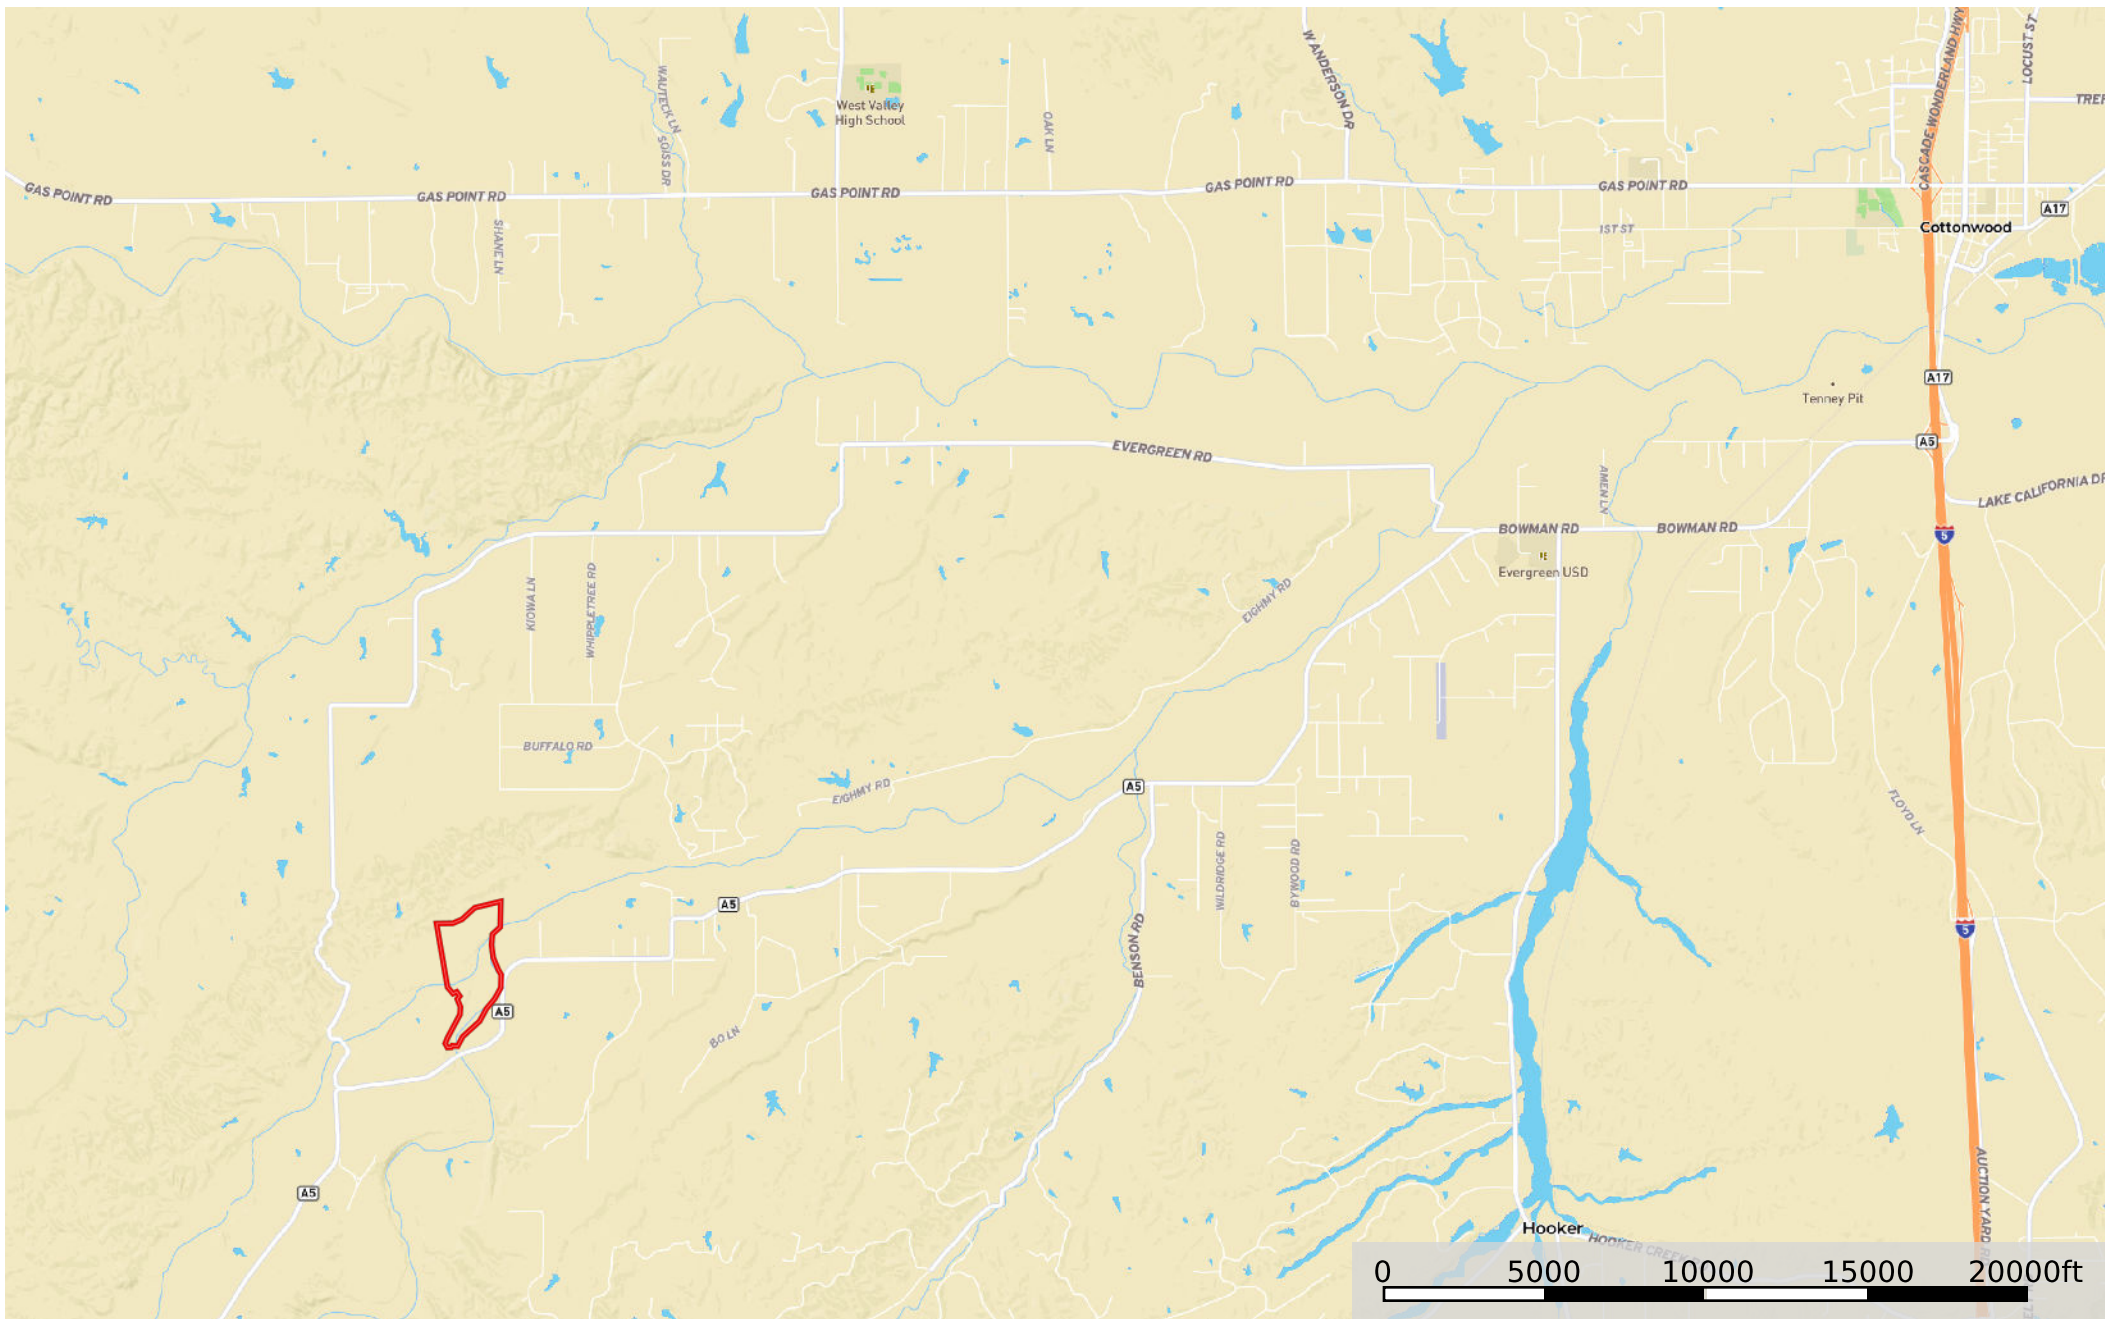 CASCADE WONDERLAND HWY
LOCUST ST
W ANDERSON DR
WAUTECK LN
SOISS DR
OAK LN
West Valley
High School
GAS POINT RD
GAS POINT RD
GAS POINT RD
GAS POINT RD
GAS POINT RD
A17
SHANE LN
1ST ST
Cottonwood
A17
Tenney Pit
A5
EVERGREEN RD
AMEN LN
LAKE CALIFORNIA DR
BOWMAN RD
BOWMAN RD
5
Evergreen USD
KIOWA LN
WHIPPLETREE RD
EIGHMY RD
BUFFALO RD
EIGHMY RD
A5
FLOYD LN
WILDRIDGE RD
BYWOOD RD
A5
BENSON RD
5
A5
BO LN
A5
AUCTION YARD RD
Hooker
HOOKER CREEK
0 5000 10000 15000 20000ft